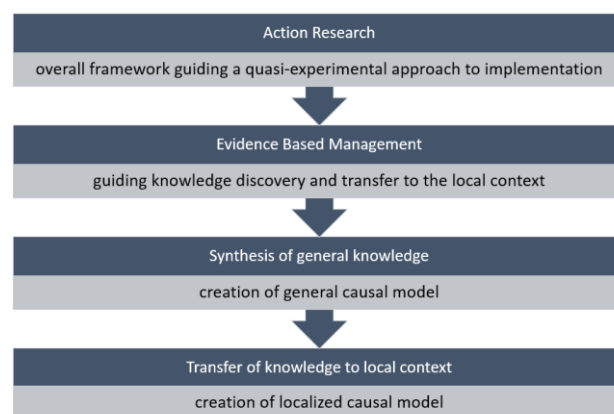 Action Research
overall framework guiding a quasi-experimental approach to implementation
Evidence Based Management
guiding knowledge discovery and transfer to the local context
Synthesis of general knowledge
creation of general causal model
Transfer of knowledge to local context
creation of localized causal model